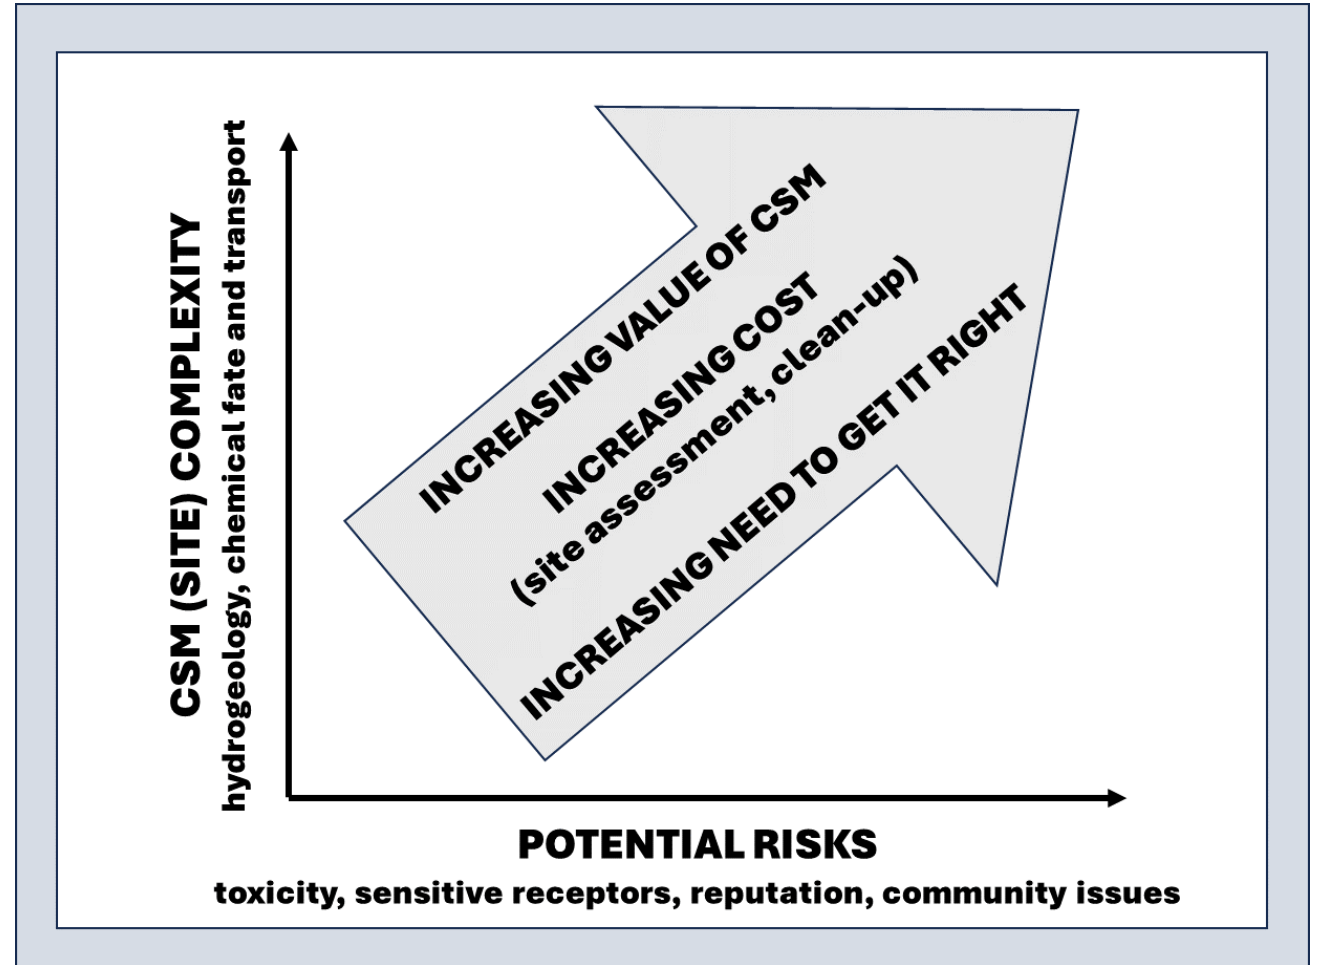 CSM (SITE) COMPLEXITY
hydrogeology, chemical fate and transport
INCREASING VALUE OF CSM
INCREASING COST
(site assessment, clean-up)
INCREASING NEED TO GET IT RIGHT
POTENTIAL RISKS
toxicity, sensitive receptors, reputation, community issues